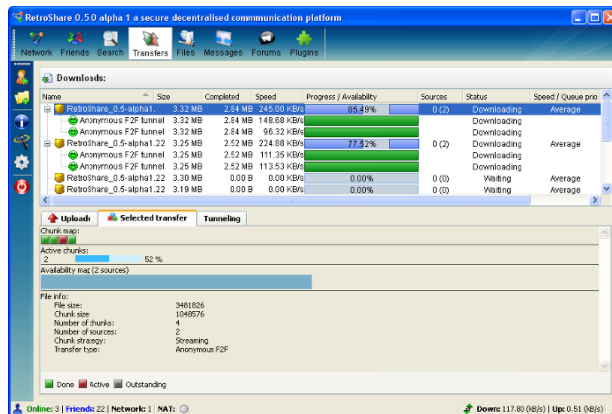 RetroShare 0.5.0 alpha 1 a secure decentralised commmunication platform
Network Friends Search Transfers Files Messages Forums Plugins
Downloads:
Name Size Completed Speed Progress / Availability Sources Status Speed / Queue prio
RetroShare_0.5-alpha1. 3.32 MB 2.84 MB 245.00 KB/s 85.49% 0 (2) Downloading Average
Anonymous F2F tunnel 3.32 MB 2.84 MB 148.68 KB/s Downloading
Anonymous F2F tunnel 3.32 MB 2.84 MB 96.32 KB/s Downloading
RetroShare_0.5-alpha1.22 3.25 MB 2.52 MB 224.88 KB/s 77.52% 0 (2) Downloading Average
Anonymous F2F tunnel 3.25 MB 2.52 MB 111.35 KB/s Downloading
Anonymous F2F tunnel 3.25 MB 2.52 MB 113.53 KB/s Downloading
RetroShare_0.5-alpha1.22 3.30 MB 0.00 B 0.00 KB/s 0.00% 0 (0) Waiting Average
RetroShare_0.5-alpha1.22 3.19 MB 0.00 B 0.00 KB/s 0.00% 0 (0) Waiting Average
Uploads Selected transfer Tunneling
Chunk map:
Active chunks:
2 52 %
Availability map (2 sources)
File info:
File size: 3481826
Chunk size 1048576
Number of chunks: 4
Number of sources: 2
Chunk strategy: Streaming
Transfer type: Anonymous F2F
Done Active Outstanding
Online: 3 | Friends: 22 | Network: 1 | NAT: Down: 117.80 (kB/s) | Up: 0.51 (kB/s)